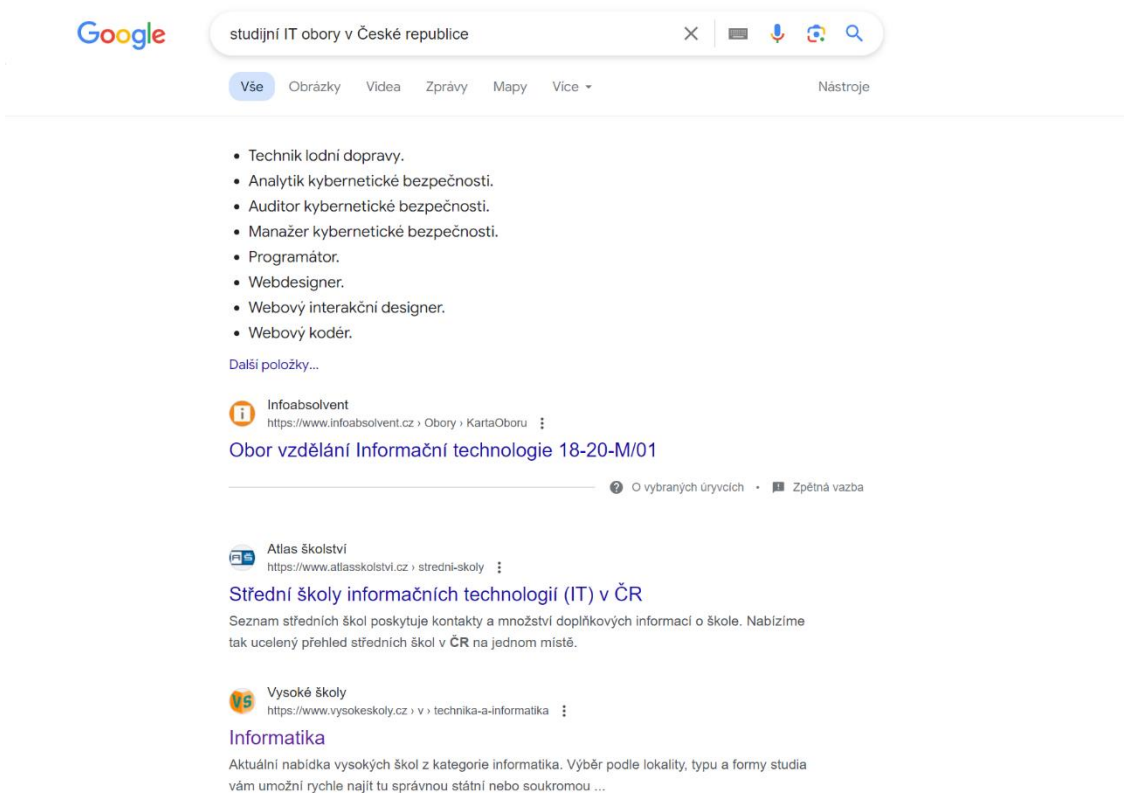 Google
studijní IT obory v České republice
Vše Obrázky Videa Zprávy Mapy Více Nástroje
• Technik lodní dopravy.
• Analytik kybernetické bezpečnosti.
• Auditor kybernetické bezpečnosti.
• Manažer kybernetické bezpečnosti.
• Programátor.
• Webdesigner.
• Webový interakční designer.
• Webový kodér.
Další položky...
Infoabsolvent
https://www.infoabsolvent.cz › Obory › KartaOboru
Obor vzdělání Informační technologie 18-20-M/01
O vybraných úryvcích • Zpětná vazba
AŠ
Atlas školství
https://www.atlasskolstvi.cz › stredni-skoly
Střední školy informačních technologií (IT) v ČR
Seznam středních škol poskytuje kontakty a množství doplňkových informací o škole. Nabízíme
tak ucelený přehled středních škol v ČR na jednom místě.
VŠ
Vysoké školy
https://www.vysokeskoly.cz › v › technika-a-informatika
Informatika
Aktuální nabídka vysokých škol z kategorie informatika. Výběr podle lokality, typu a formy studia
vám umožní rychle najít tu správnou státní nebo soukromou ...